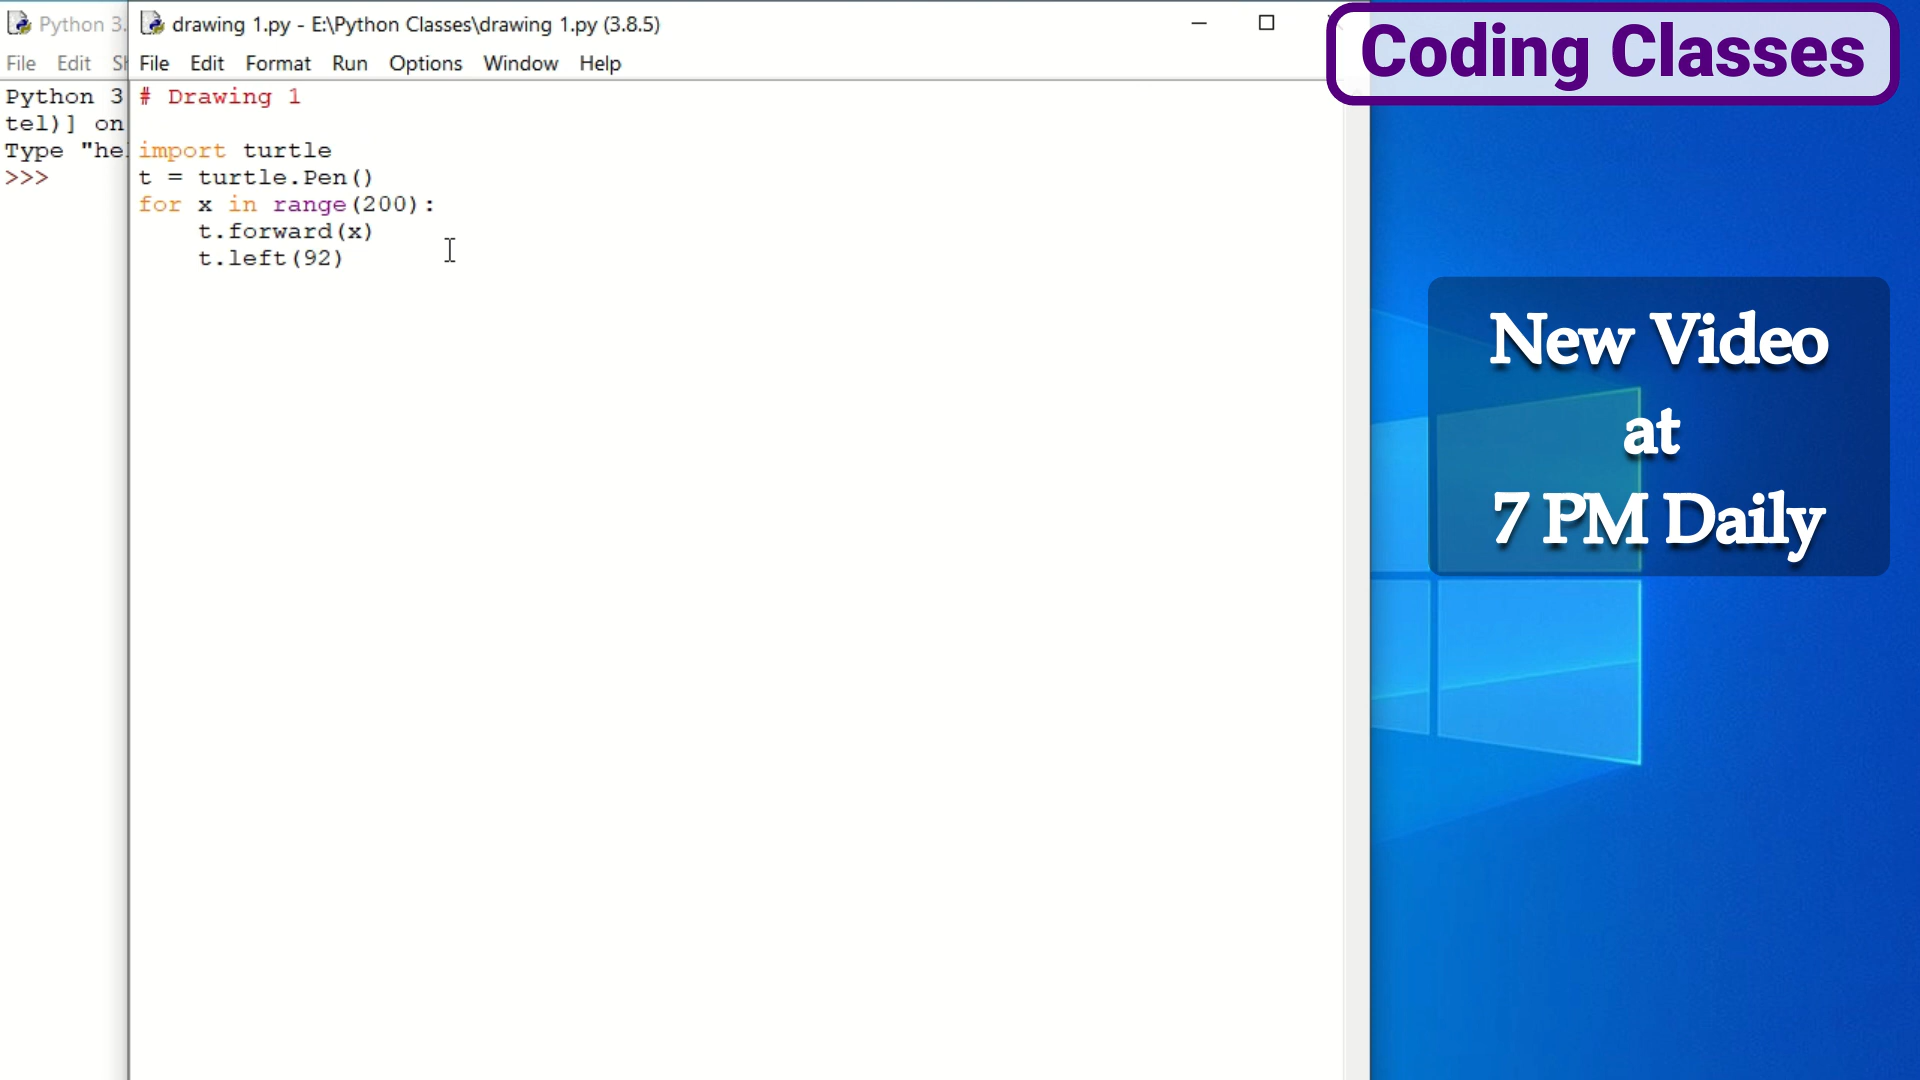 Python 3.
drawing 1.py - E:\Python Classes\drawing 1.py (3.8.5)
File Edit
File Edit Format Run Options Window Help
Python 3
tel)] on
Type "he
>>>
# Drawing 1
import turtle
t = turtle.Pen()
for x in range(200):
    t.forward(x)
    t.left(92)
Coding Classes
New Video
at
7 PM Daily